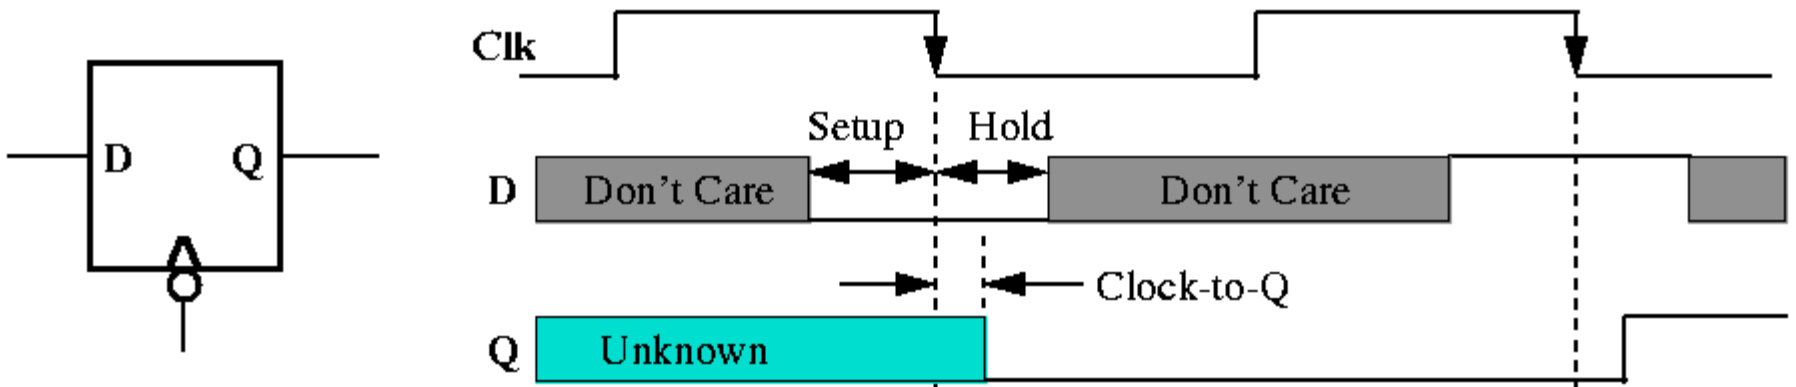 Clk
Setup
Hold
D
Q
D
Don't Care
Don't Care
Clock-to-Q
Q
Unknown